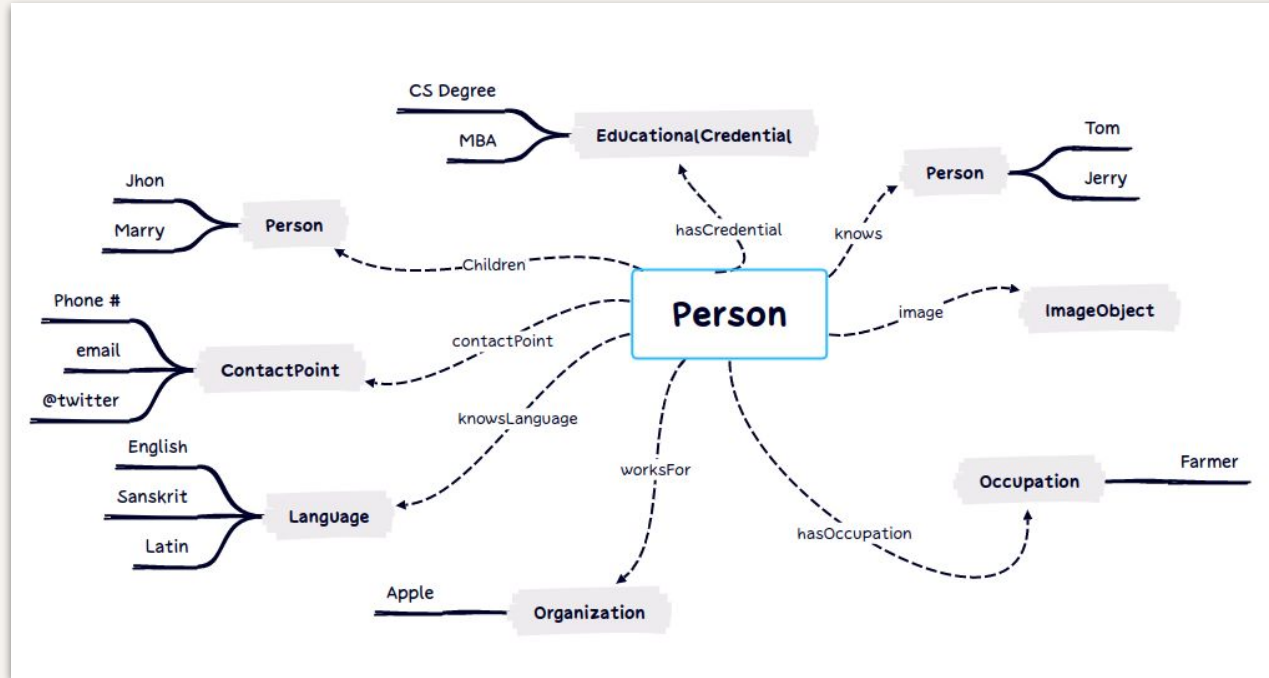 CS Degree
MBA
EducationalCredential
Tom
Jerry
Person
Jhon
Marry
Person
hasCredential
knows
Children
Person
Phone #
email
@twitter
ContactPoint
contactPoint
image
ImageObject
knowsLanguage
English
Sanskrit
Latin
Language
worksFor
hasOccupation
Occupation
Farmer
Apple
Organization